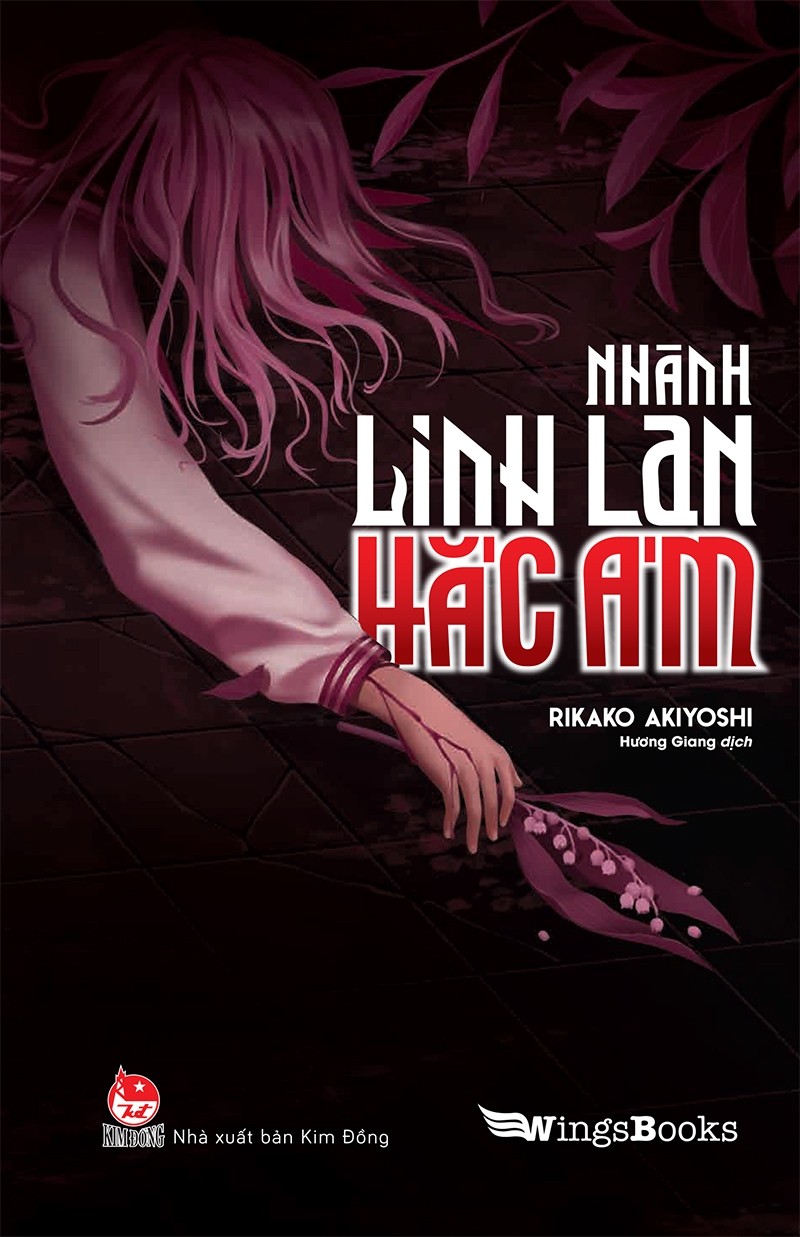 NHÀNH
LINH LAN
HẮC ÁM
RIKAKO AKIYOSHI
Hương Giang dịch
KIM ĐỒNG
Nhà xuất bản Kim Đồng
WingsBooks